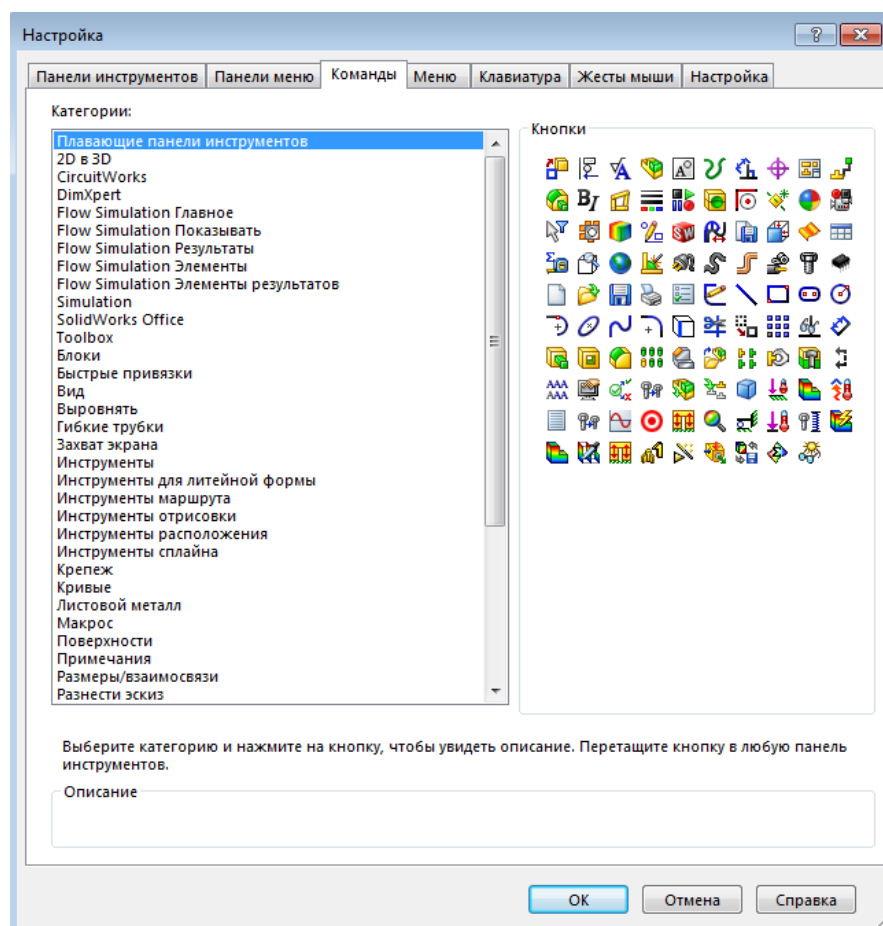 Настройка
Панели инструментов
Панели меню
Команды
Меню
Клавиатура
Жесты мыши
Настройка
Категории:
Плавающие панели инструментов
2D в 3D
CircuitWorks
DimXpert
Flow Simulation Главное
Flow Simulation Показывать
Flow Simulation Результаты
Flow Simulation Элементы
Flow Simulation Элементы результатов
Simulation
SolidWorks Office
Toolbox
Блоки
Быстрые привязки
Вид
Выровнять
Гибкие трубки
Захват экрана
Инструменты
Инструменты для литейной формы
Инструменты маршрута
Инструменты отрисовки
Инструменты расположения
Инструменты сплайна
Крепеж
Кривые
Листовой металл
Макрос
Поверхности
Примечания
Размеры/взаимосвязи
Разнести эскиз
Кнопки
Выберите категорию и нажмите на кнопку, чтобы увидеть описание. Перетащите кнопку в любую панель
инструментов.
Описание
OK
Отмена
Справка